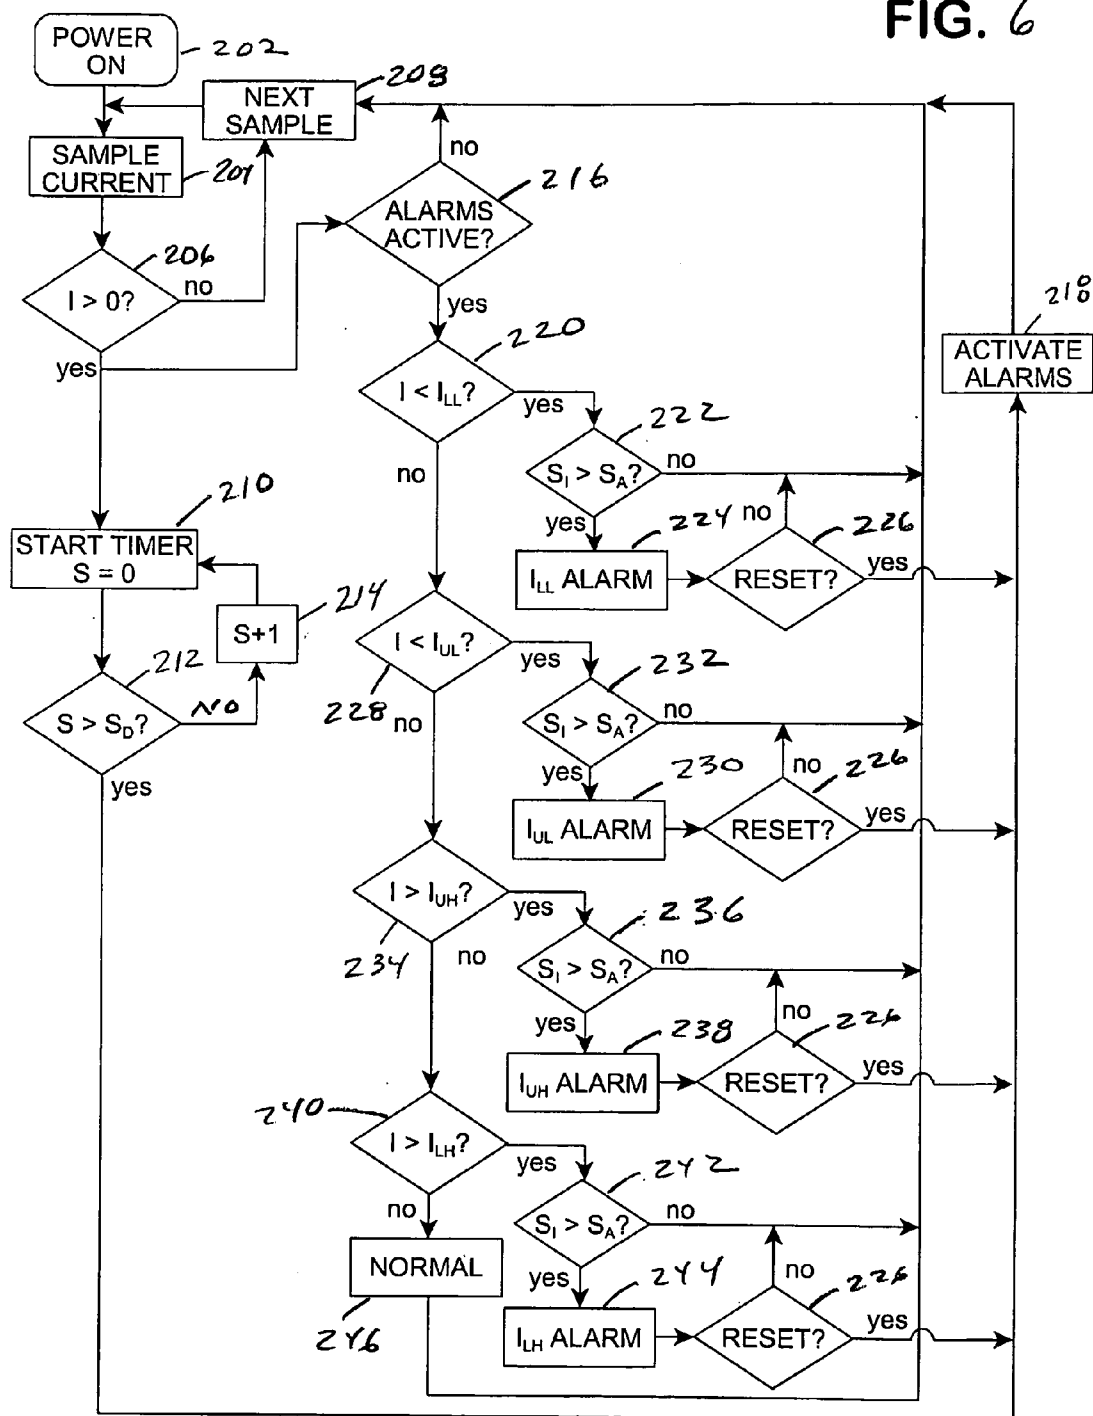 FIG. 6
POWER
ON
202
NEXT
SAMPLE
208
SAMPLE
CURRENT
204
no
ALARMS
ACTIVE?
216
I > 0?
206
no
yes
yes
220
218
ACTIVATE
ALARMS
I < ILL?
yes
222
no
SI > SA?
no
210
START TIMER
S = 0
yes
224
no
226
ILL ALARM
RESET?
yes
214
S+1
I < IUL?
yes
228
232
no
SI > SA?
no
212
S > SD?
NO
yes
yes
230
no
226
IUL ALARM
RESET?
yes
I > IUH?
yes
234
no
236
SI > SA?
no
yes
238
no
226
IUH ALARM
RESET?
yes
240
I > ILH?
yes
242
no
SI > SA?
no
NORMAL
246
yes
244
no
226
ILH ALARM
RESET?
yes